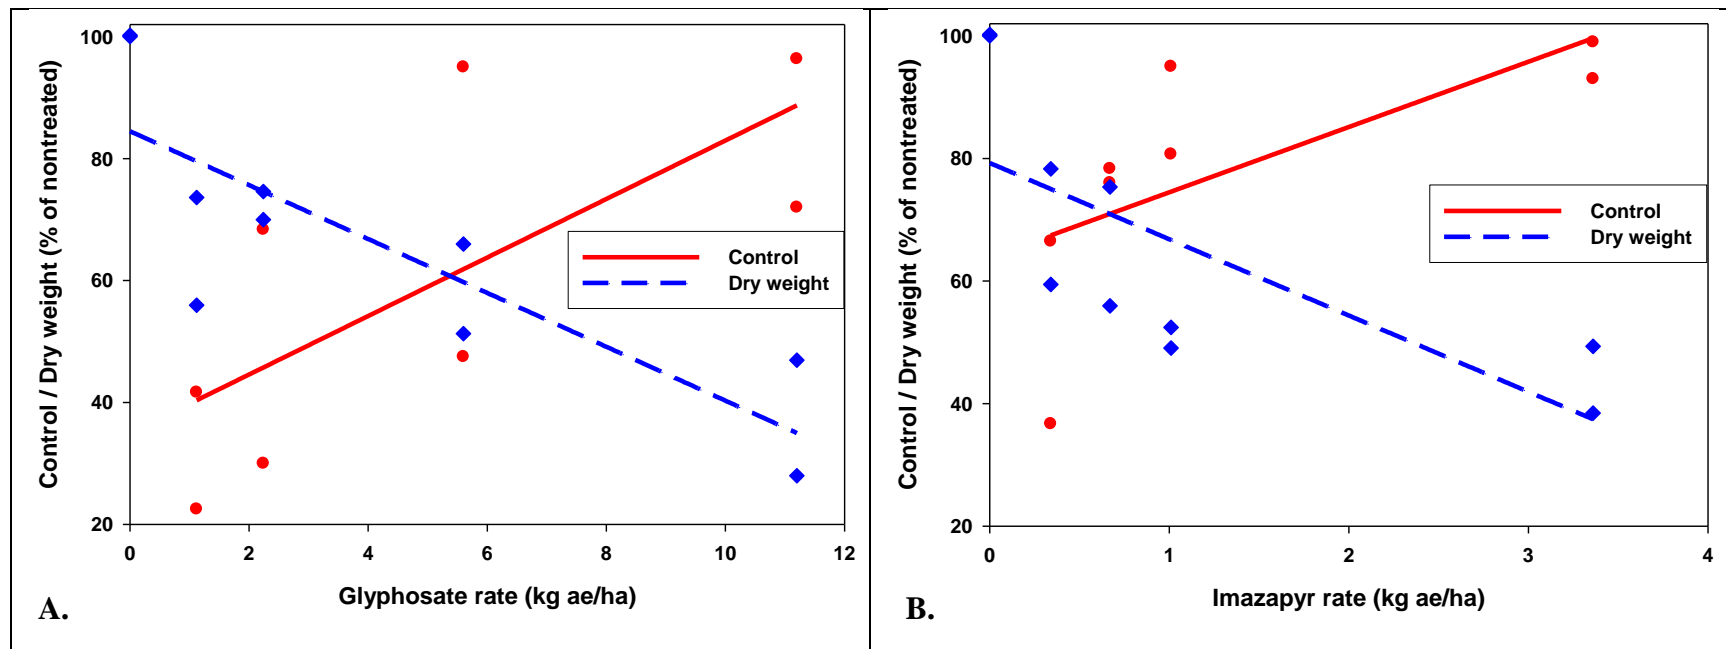 Control / Dry weight (% of nontreated)
100
80
60
40
20
0
2
4
6
8
10
12
Control
Dry weight
Glyphosate rate (kg ae/ha)
A.
Control / Dry weight (% of nontreated)
100
80
60
40
20
0
1
2
3
4
Control
Dry weight
Imazapyr rate (kg ae/ha)
B.